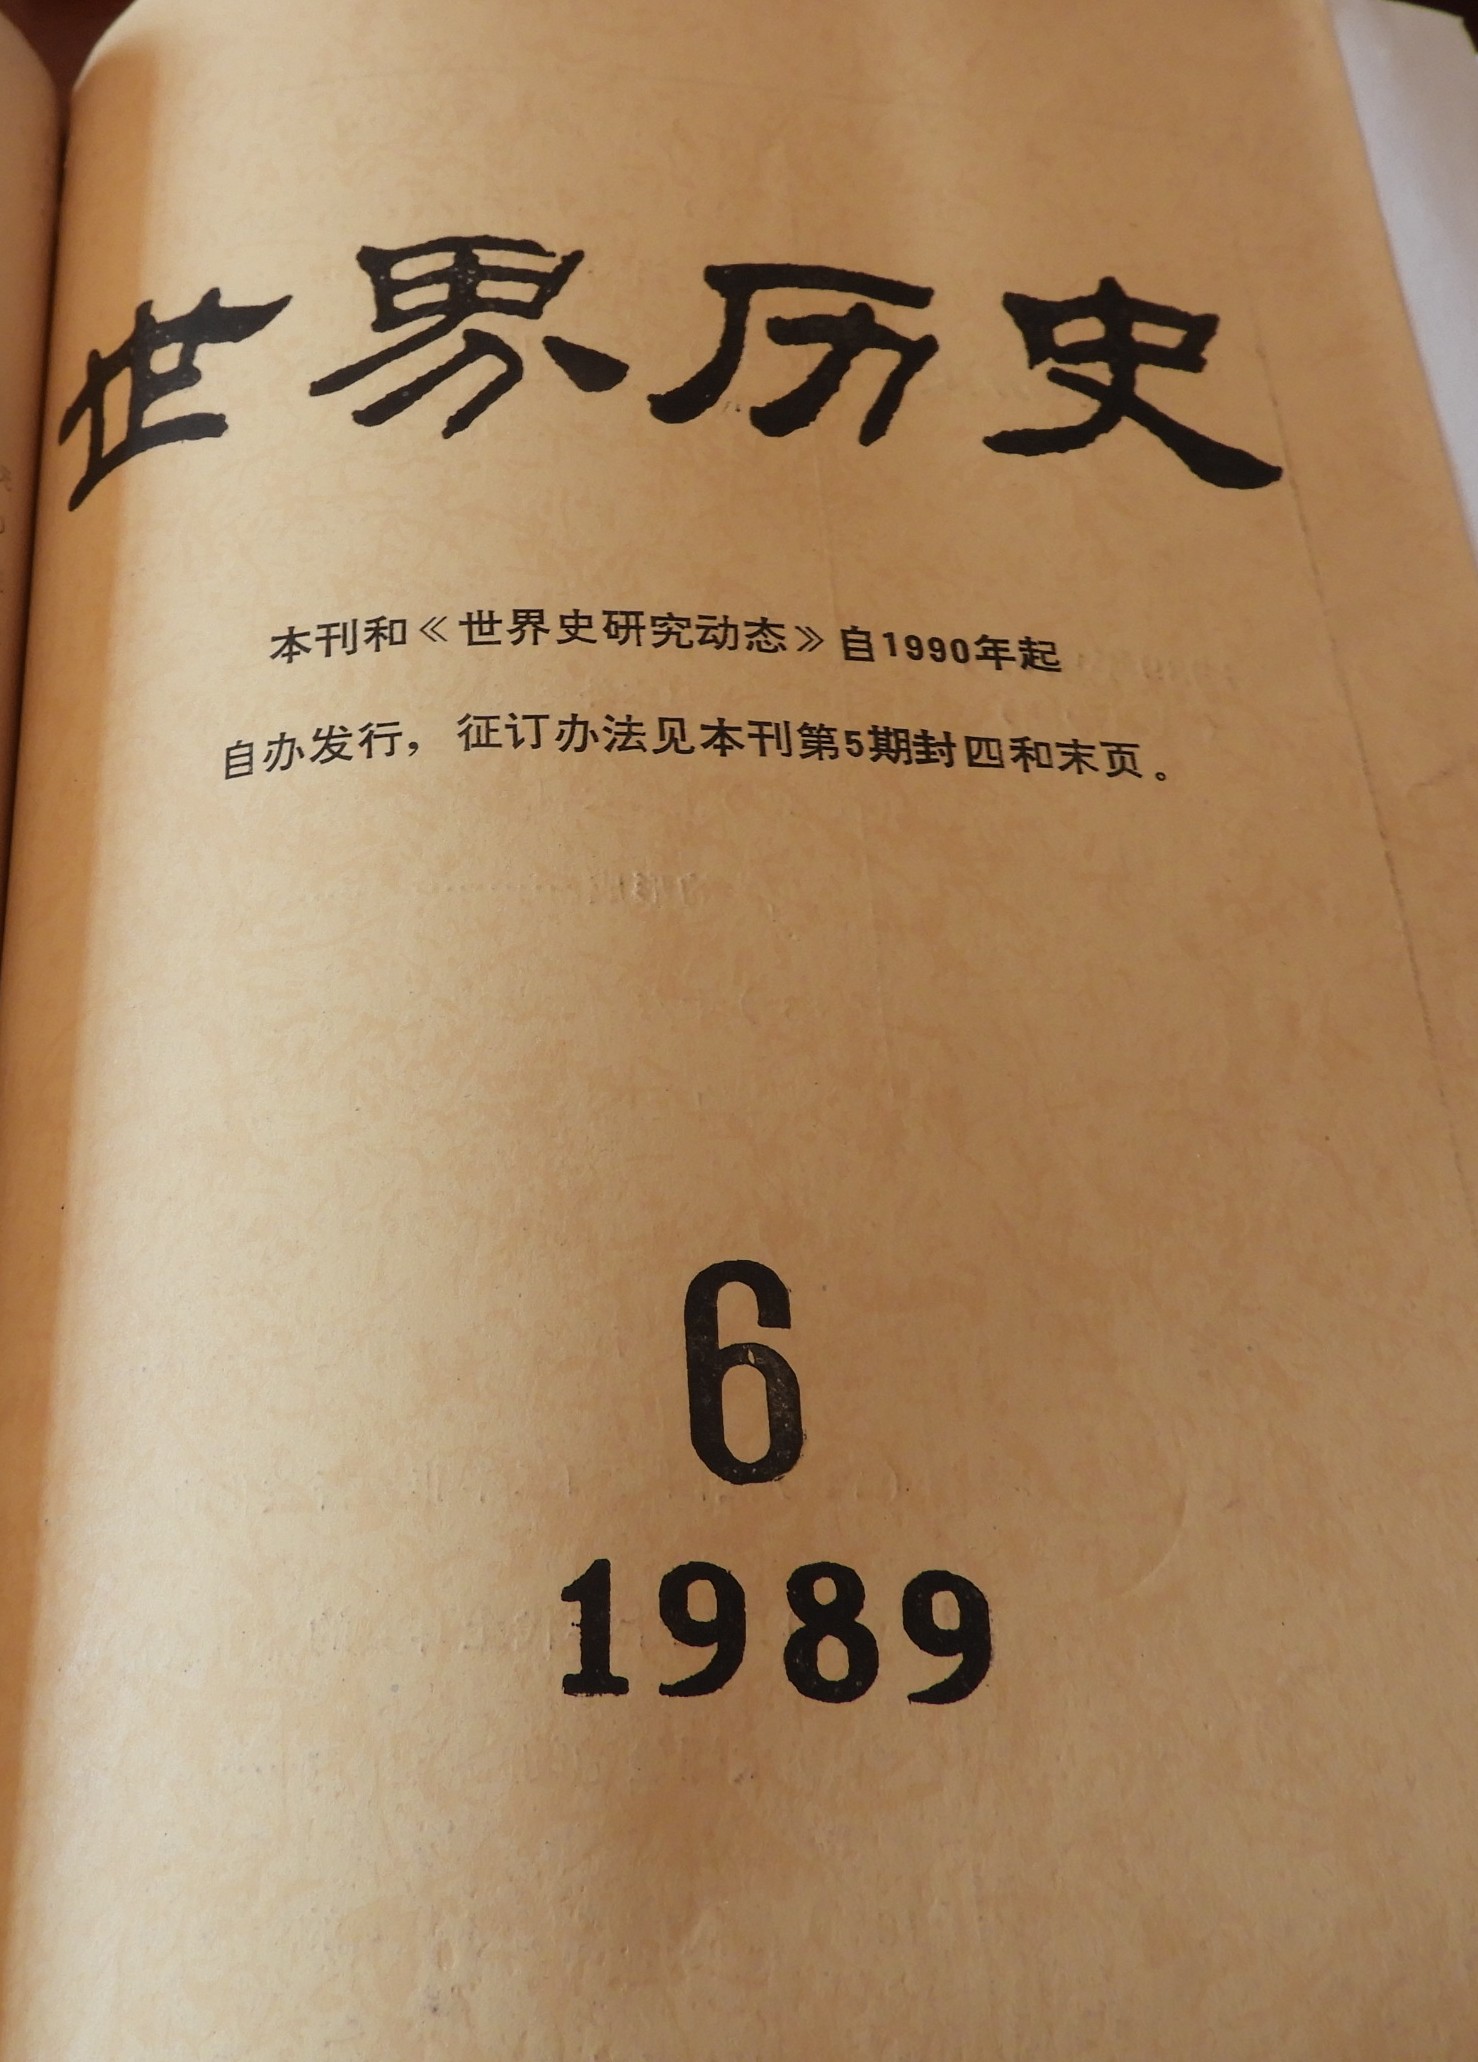 世界历史
本刊和《世界史研究动态》自1990年起
自办发行，征订办法见本刊第5期封四和末页。
6
1989